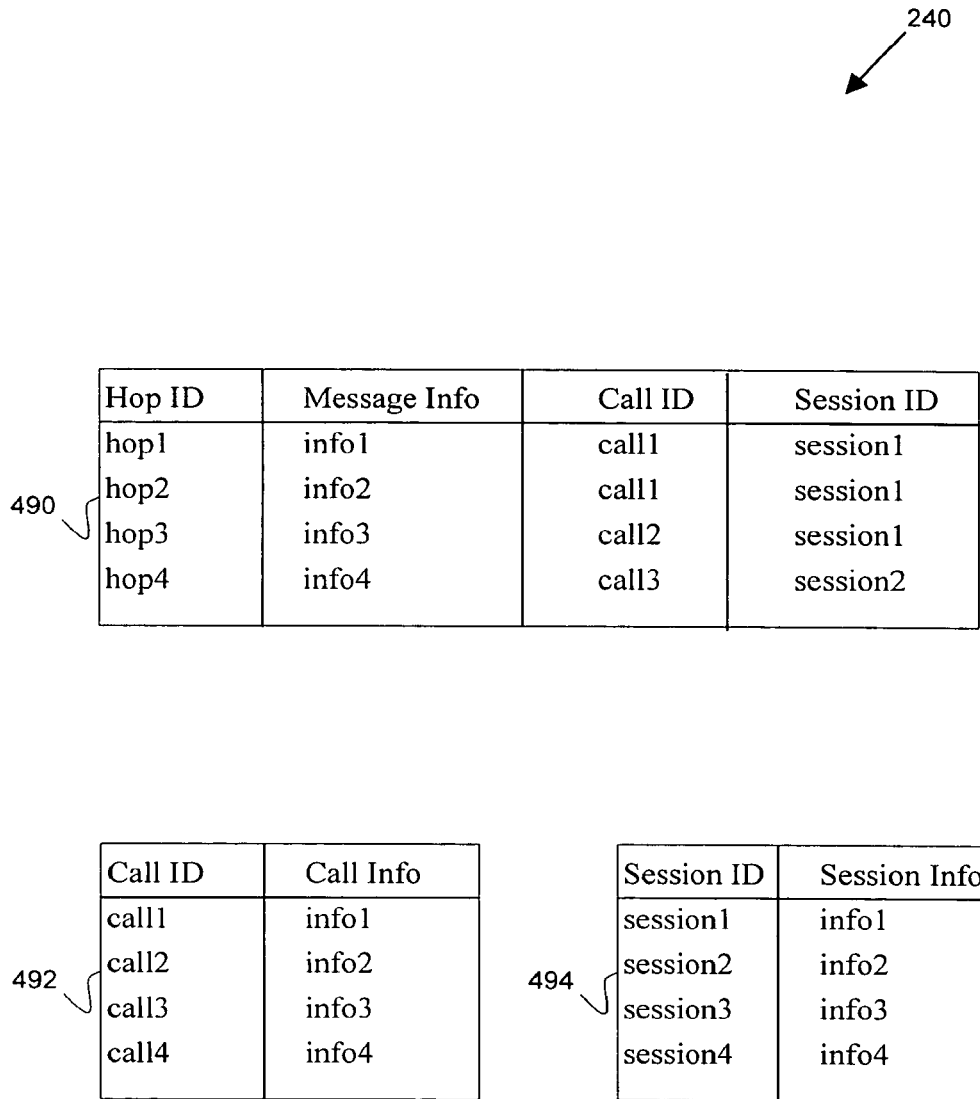 240
Hop ID Message Info Call ID Session ID
hop1 info1 call1 session1
hop2 info2 call1 session1
490
hop3 info3 call2 session1
hop4 info4 call3 session2
Call ID Call Info
call1 info1
call2 info2
492
call3 info3
call4 info4
Session ID Session Info
session1 info1
session2 info2
494
session3 info3
session4 info4